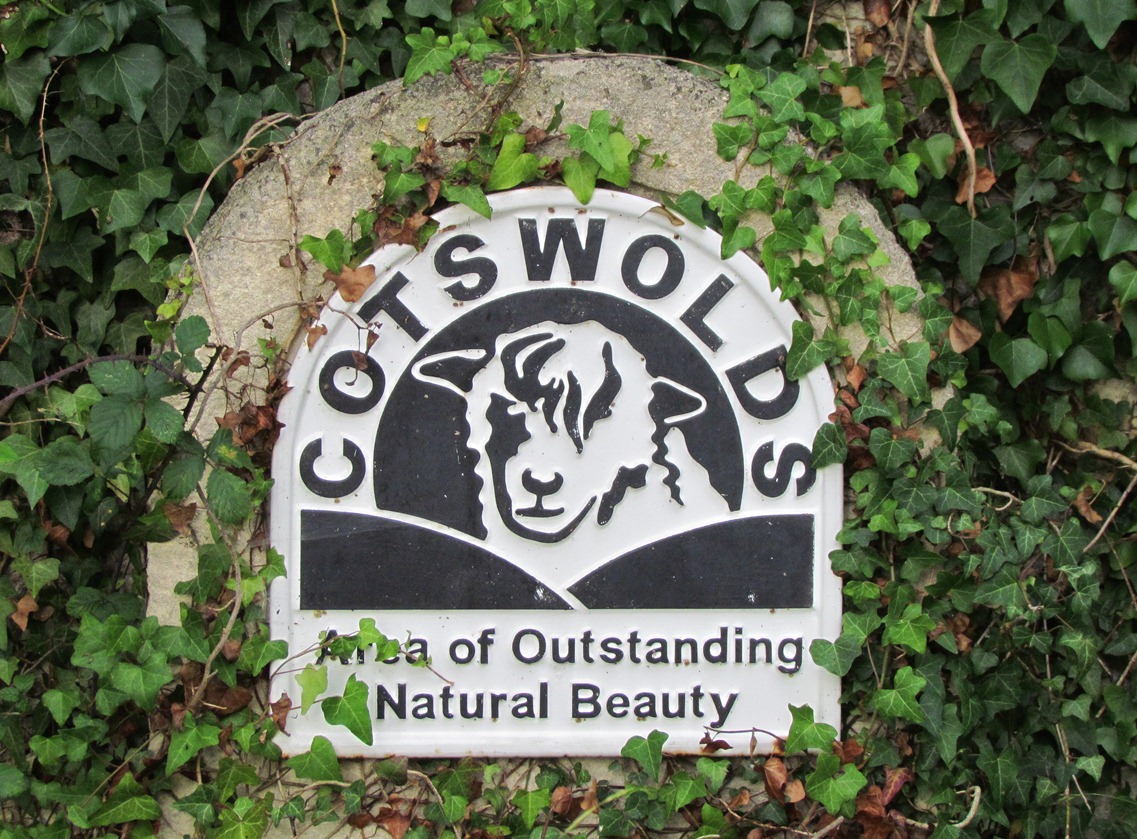 COTSWOLDS
Area of Outstanding
Natural Beauty